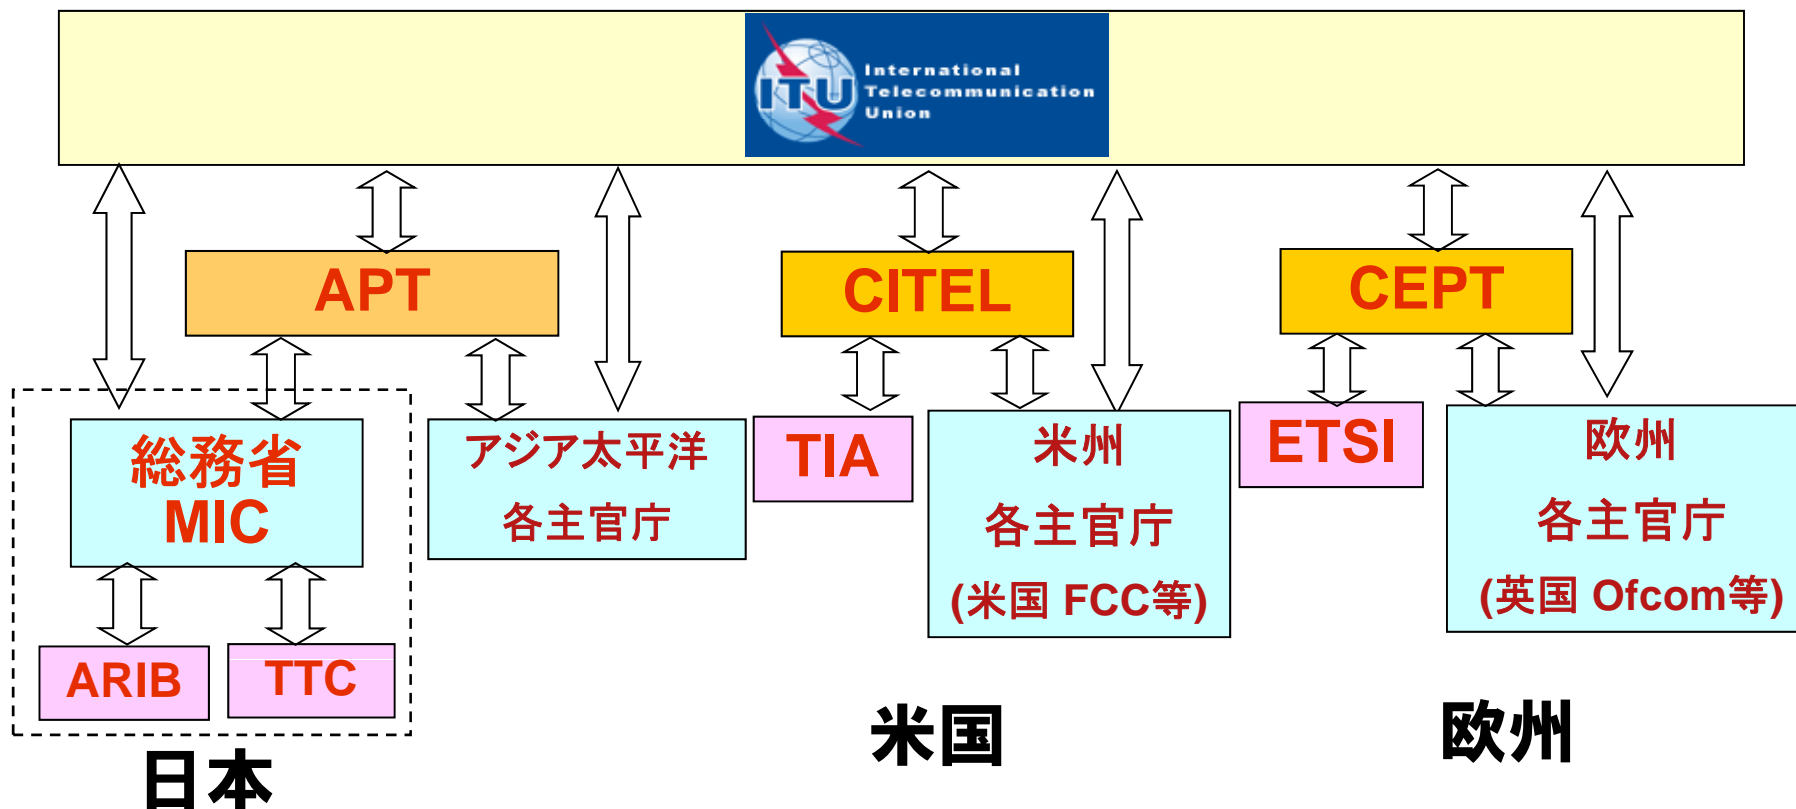 ITU
International
Telecommunication
Union
APT
CITEL
CEPT
総務省
MIC
アジア太平洋
各主官庁
TIA
米州
各主官庁
(米国 FCC等)
ETSI
欧州
各主官庁
(英国 Ofcom等)
ARIB
TTC
日本
米国
欧州